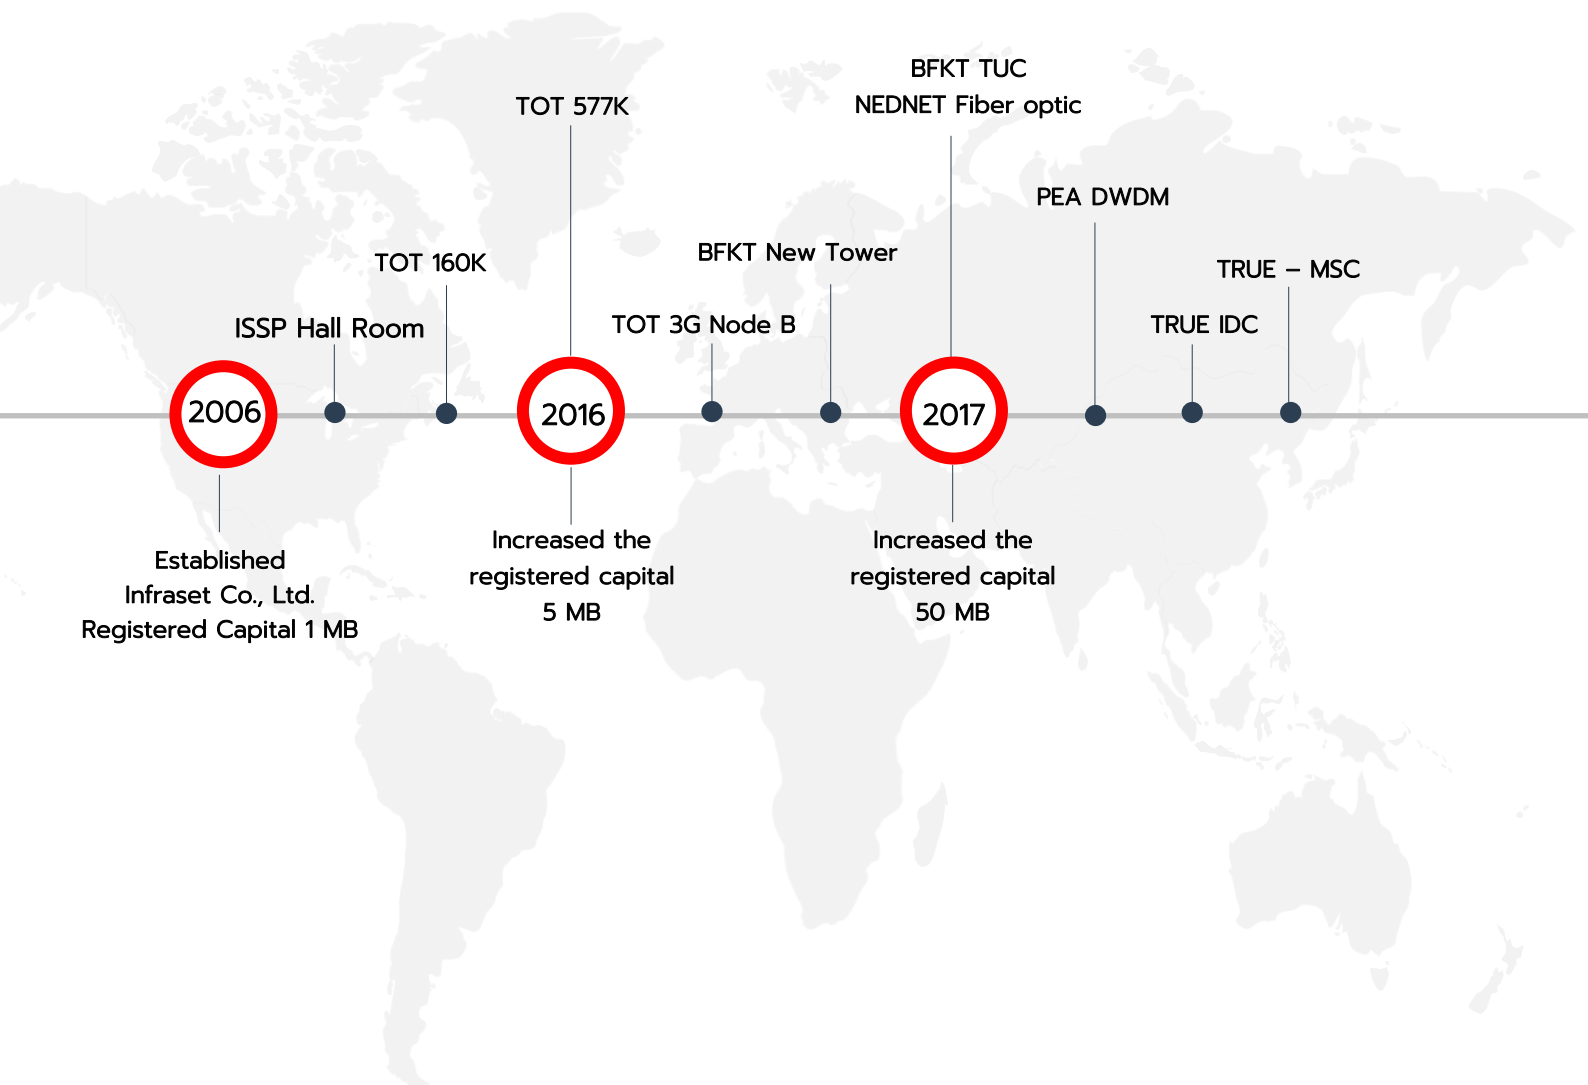 BFKT TUC
NEDNET Fiber optic
TOT 577K
PEA DWDM
BFKT New Tower
TOT 160K
TRUE – MSC
ISSP Hall Room
TOT 3G Node B
TRUE IDC
2006
2016
2017
Established
Infraset Co., Ltd.
Registered Capital 1 MB
Increased the
registered capital
5 MB
Increased the
registered capital
50 MB